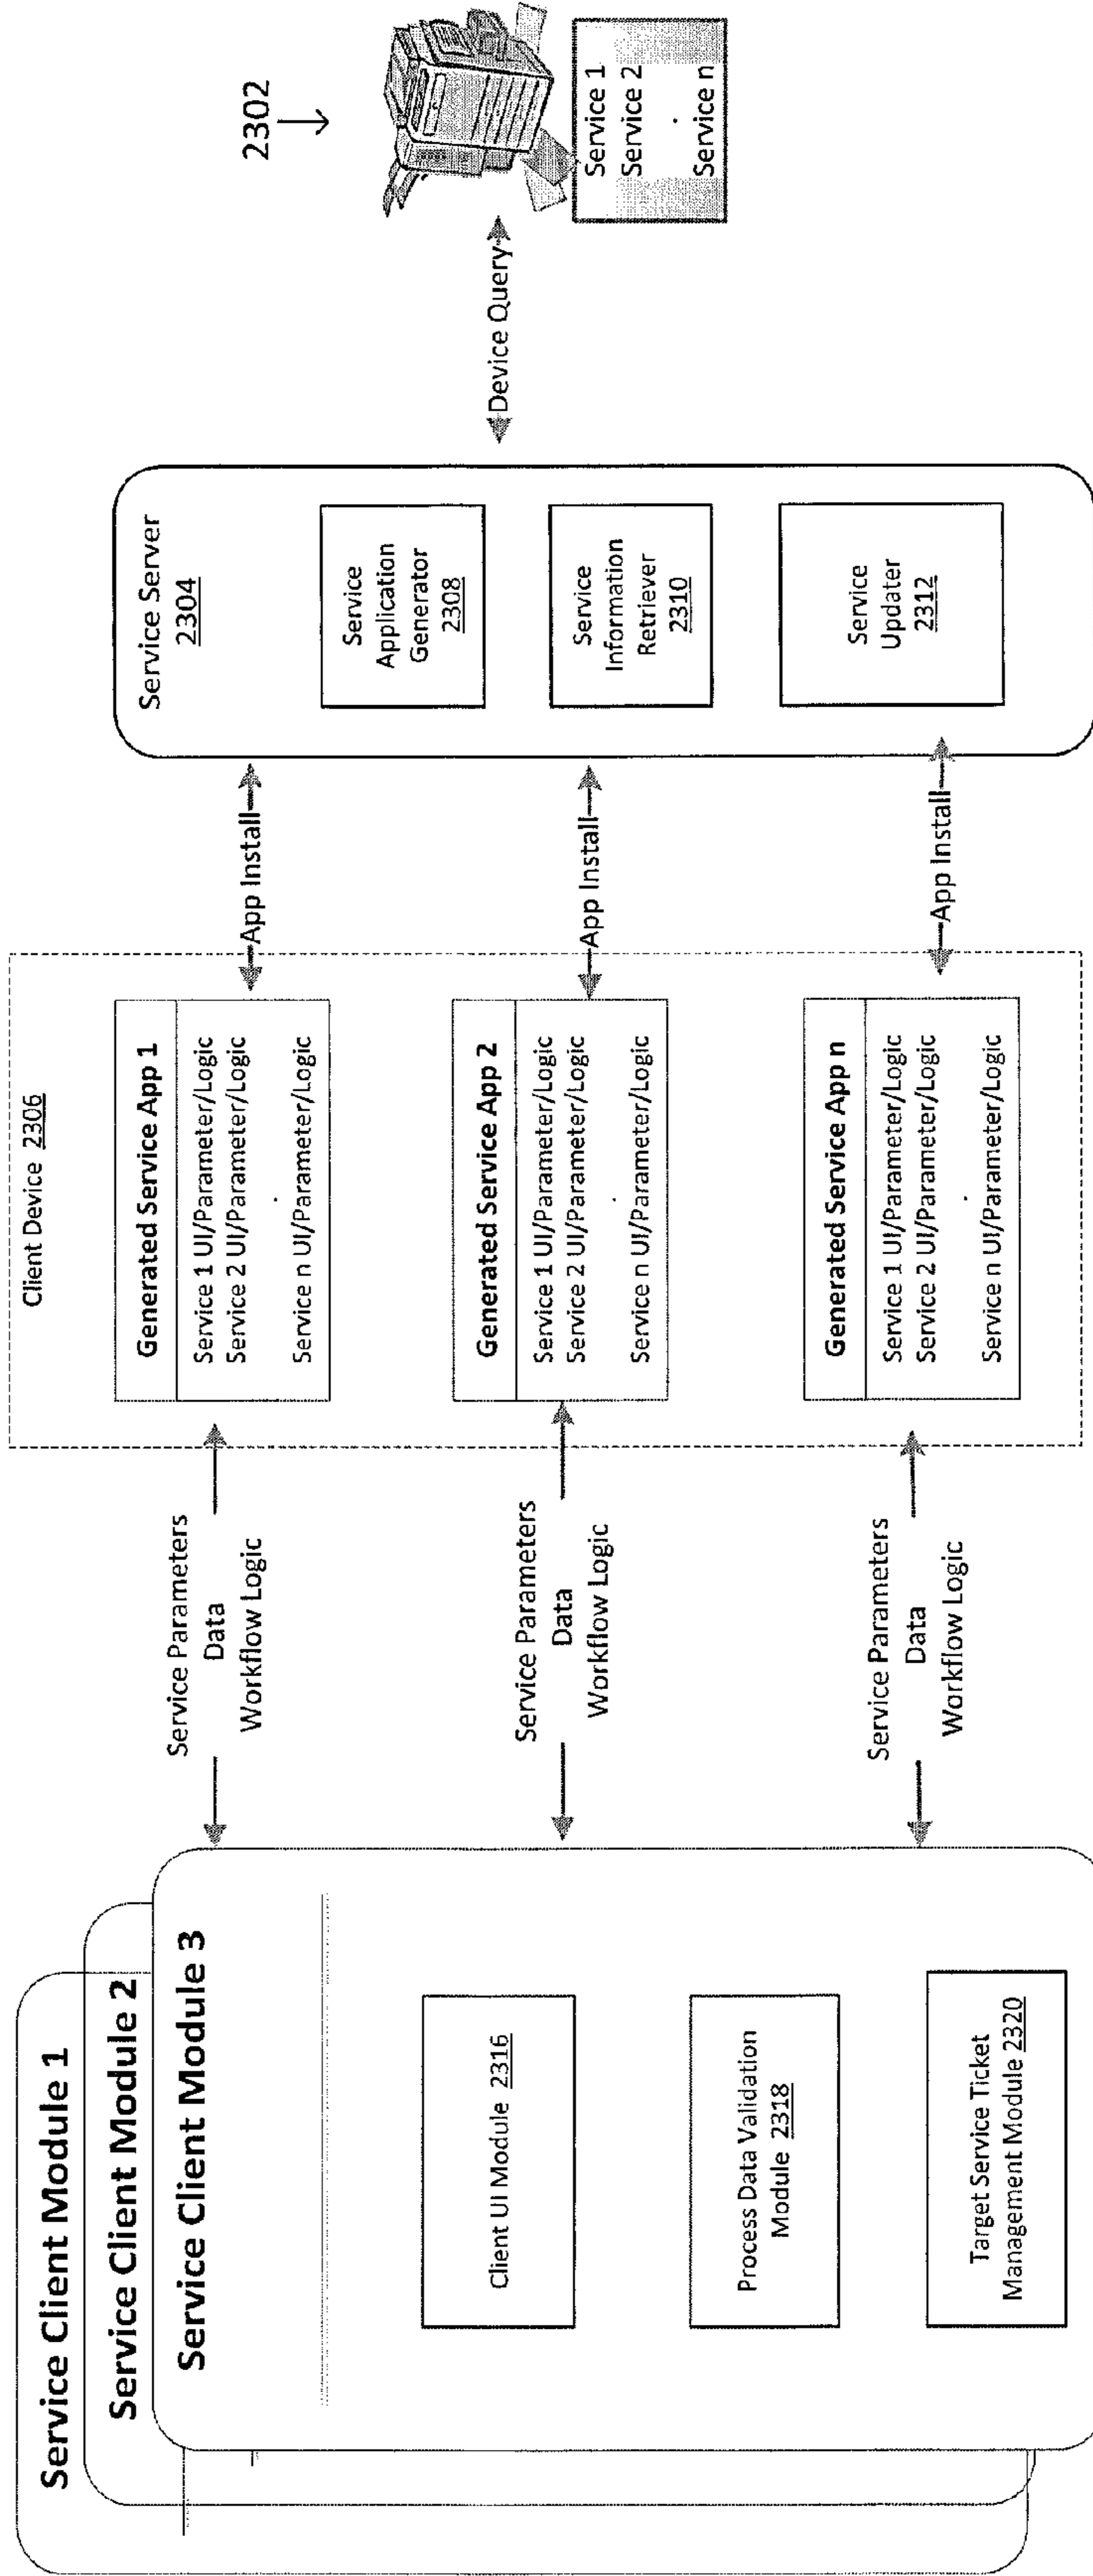 Service Client Module 1
Service Client Module 2
Service Client Module 3
Client UI Module 2316
Process Data Validation
Module 2318
Target Service Ticket
Management Module 2320
Service Parameters
Data
Workflow Logic
Service Parameters
Data
Workflow Logic
Service Parameters
Data
Workflow Logic
Client Device 2306
Generated Service App 1
Service 1 UI/Parameter/Logic
Service 2 UI/Parameter/Logic
.
Service n UI/Parameter/Logic
Generated Service App 2
Service 1 UI/Parameter/Logic
Service 2 UI/Parameter/Logic
.
Service n UI/Parameter/Logic
Generated Service App n
Service 1 UI/Parameter/Logic
Service 2 UI/Parameter/Logic
.
Service n UI/Parameter/Logic
App Install
App Install
App Install
Service Server
2304
Service
Application
Generator
2308
Service
Information
Retriever
2310
Service
Updater
2312
Device Query
2302
Service 1
Service 2
.
Service n